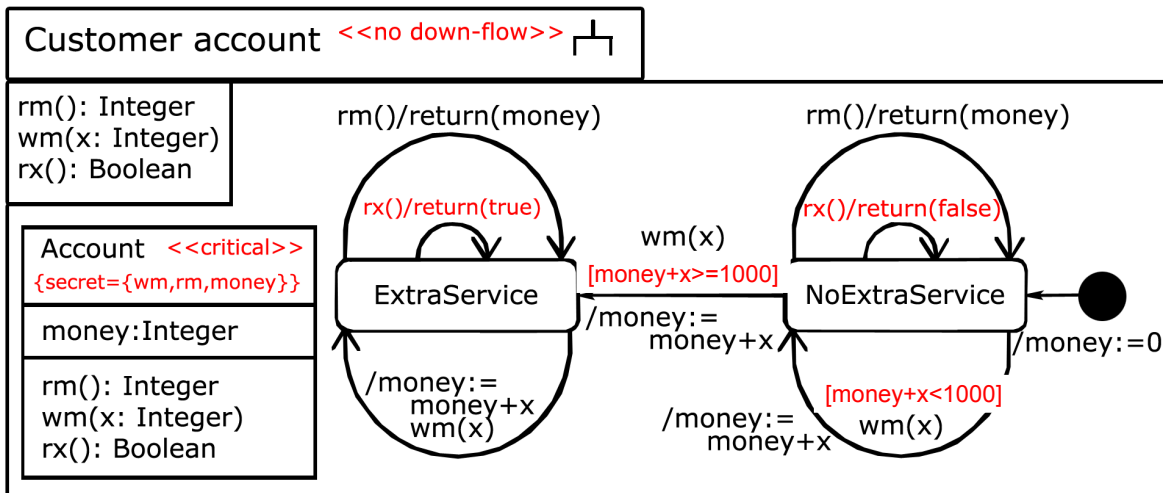 Customer account <<no down-flow>>
rm(): Integer
wm(x: Integer)
rx(): Boolean
Account <<critical>>
{secret={wm,rm,money}}
money:Integer
rm(): Integer
wm(x: Integer)
rx(): Boolean
rm()/return(money)
rx()/return(true)
ExtraService
/money:=
money+x
wm(x)
wm(x)
[money+x>=1000]
/money:=
money+x
rm()/return(money)
rx()/return(false)
NoExtraService
/money:=0
[money+x<1000]
wm(x)
/money:=
money+x